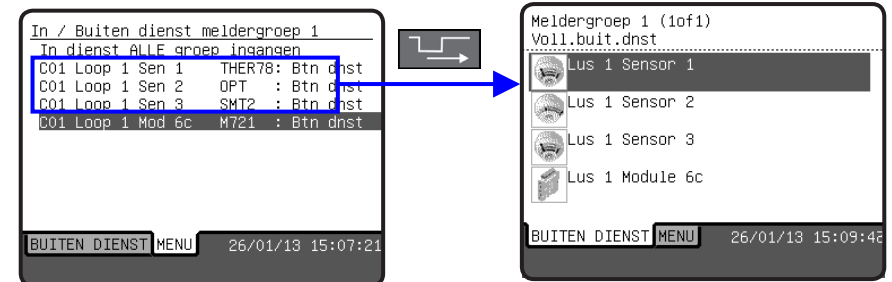 In / Buiten dienst meldergroep 1
In dienst ALLE groep ingangen
C01 Loop 1 Sen 1 THER78: Btn dnst
C01 Loop 1 Sen 2 OPT : Btn dnst
C01 Loop 1 Sen 3 SMT2 : Btn dnst
C01 Loop 1 Mod 6c M721 : Btn dnst
BUITEN DIENST MENU 26/01/13 15:07:21
Meldergroep 1 (1of1)
Voll.buit.dnst
Lus 1 Sensor 1
Lus 1 Sensor 2
Lus 1 Sensor 3
Lus 1 Module 6c
BUITEN DIENST MENU 26/01/13 15:09:42